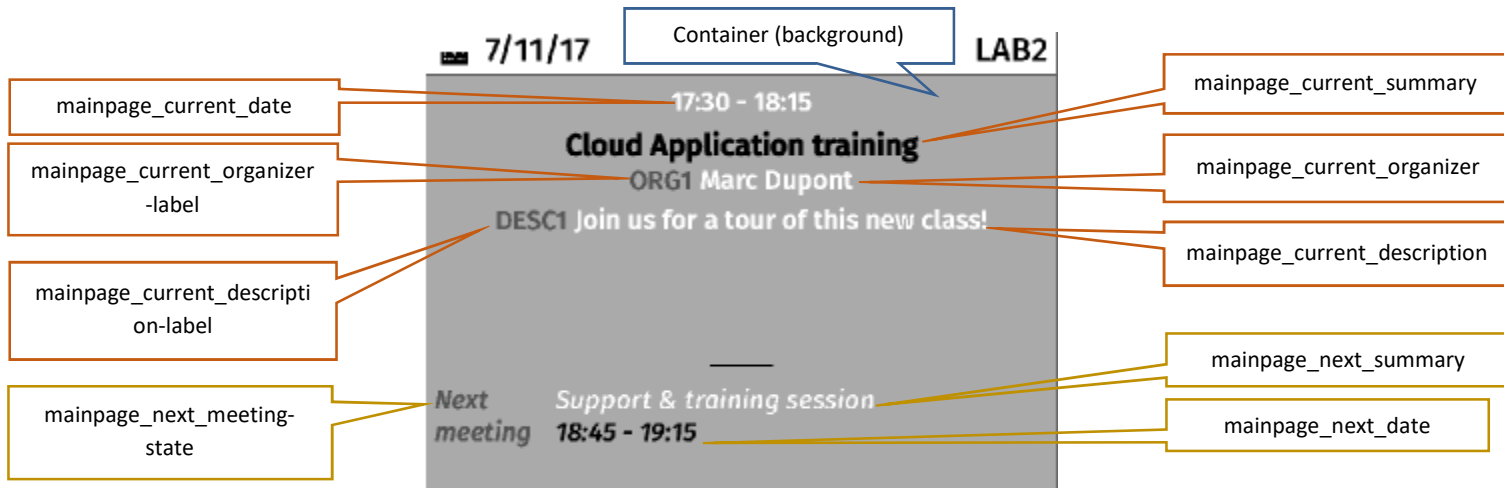 Container (background)
7/11/17
LAB2
mainpage_current_date
17:30 - 18:15
mainpage_current_summary
Cloud Application training
mainpage_current_organizer
-label
ORG1 Marc Dupont
mainpage_current_organizer
DESC1 Join us for a tour of this new class!
mainpage_current_description
mainpage_current_descripti
on-label
mainpage_next_summary
mainpage_next_meeting-
state
Next
meeting
Support & training session
18:45 - 19:15
mainpage_next_date